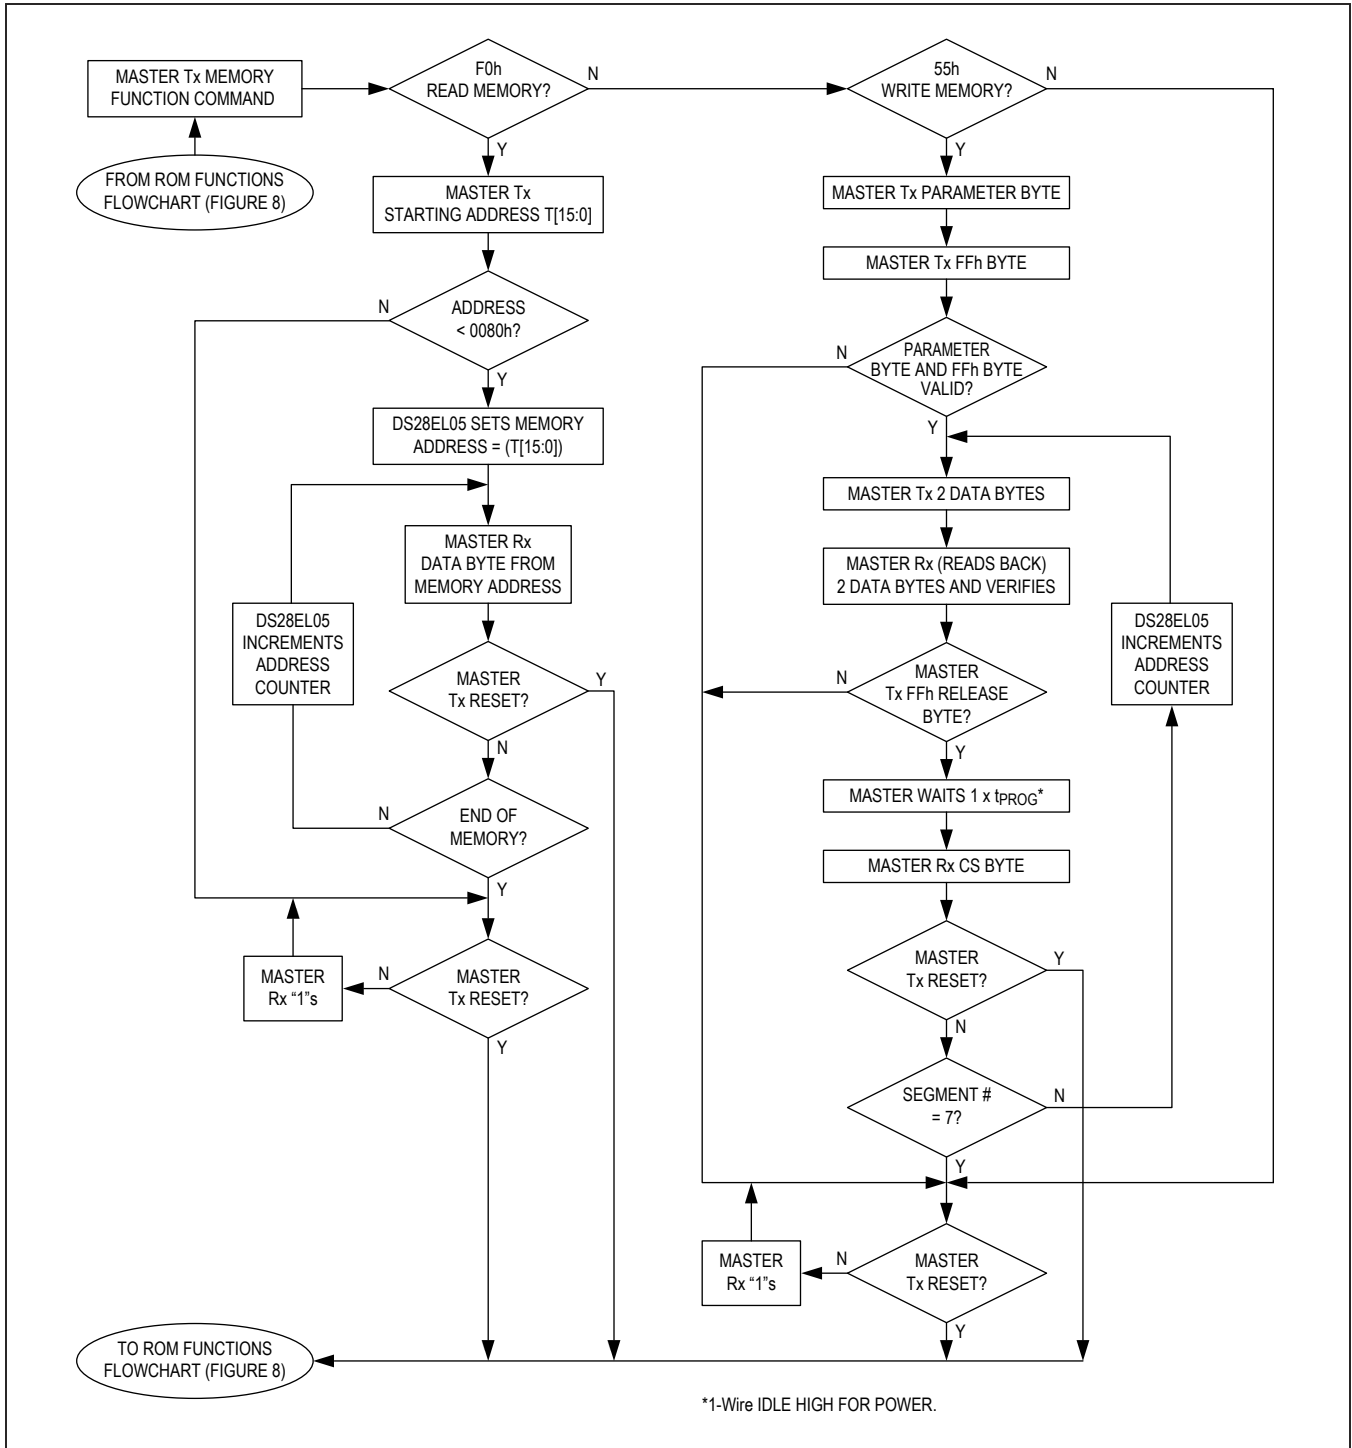 MASTER Tx MEMORY
FUNCTION COMMAND
FROM ROM FUNCTIONS
FLOWCHART (FIGURE 8)
F0h
READ MEMORY?
N
Y
MASTER Tx
STARTING ADDRESS T[15:0]
ADDRESS
< 0080h?
N
Y
DS28EL05 SETS MEMORY
ADDRESS = (T[15:0])
MASTER Rx
DATA BYTE FROM
MEMORY ADDRESS
DS28EL05
INCREMENTS
ADDRESS
COUNTER
MASTER
Tx RESET?
Y
N
END OF
MEMORY?
N
Y
MASTER
Tx RESET?
N
MASTER
Rx “1”s
Y
55h
WRITE MEMORY?
N
Y
MASTER Tx PARAMETER BYTE
MASTER Tx FFh BYTE
PARAMETER
BYTE AND FFh BYTE
VALID?
N
Y
MASTER Tx 2 DATA BYTES
MASTER Rx (READS BACK)
2 DATA BYTES AND VERIFIES
DS28EL05
INCREMENTS
ADDRESS
COUNTER
MASTER
Tx FFh RELEASE
BYTE?
N
Y
MASTER WAITS 1 x tPROG*
MASTER Rx CS BYTE
MASTER
Tx RESET?
Y
N
SEGMENT #
= 7?
N
Y
MASTER
Tx RESET?
N
MASTER
Rx “1”s
Y
TO ROM FUNCTIONS
FLOWCHART (FIGURE 8)
*1-Wire IDLE HIGH FOR POWER.